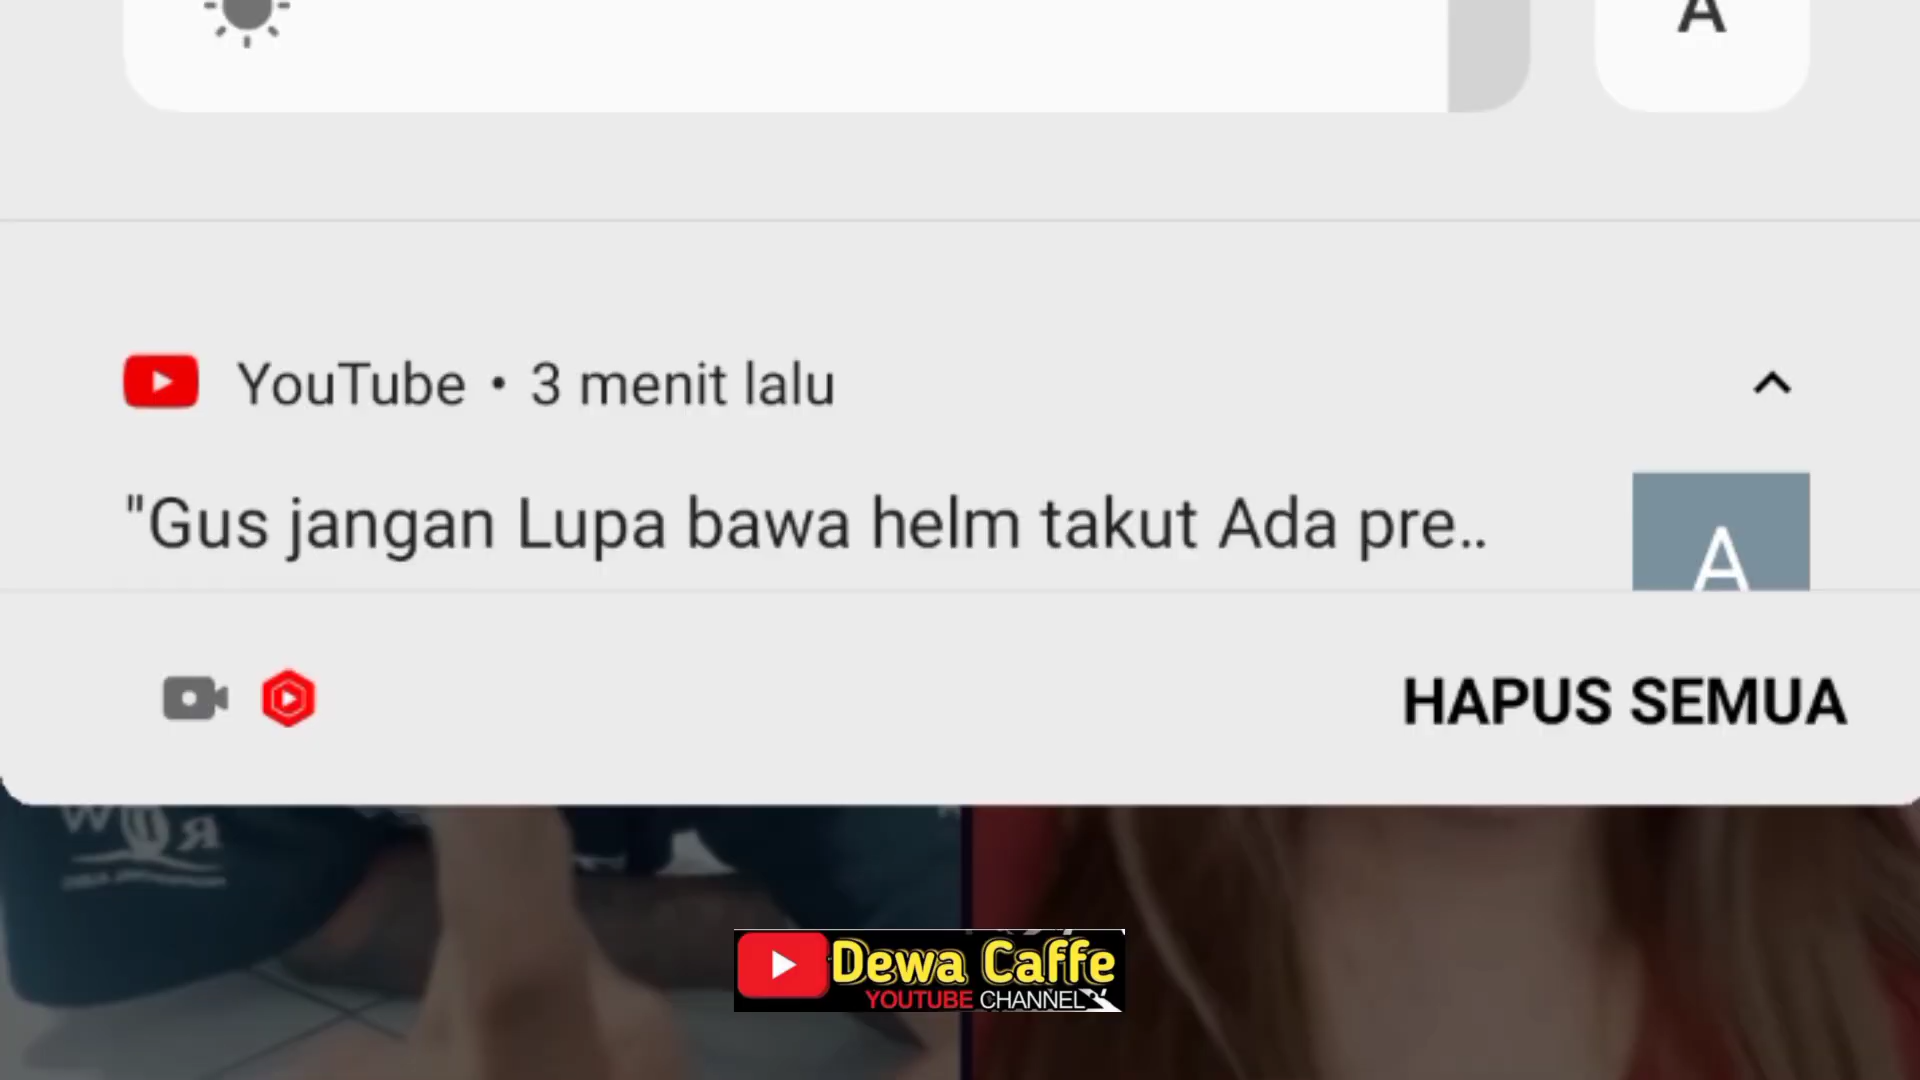 A
YouTube • 3 menit lalu
"Gus jangan Lupa bawa helm takut Ada pre..
A
HAPUS SEMUA
Dewa Caffe
YOUTUBE CHANNEL